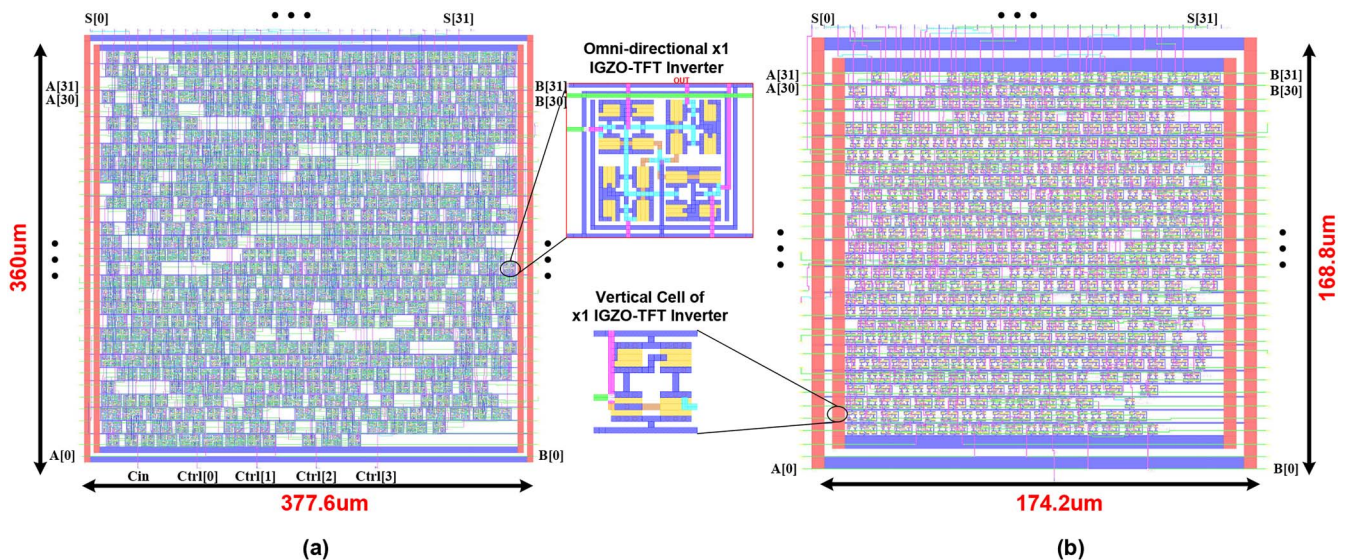 S[0]
S[31]
A[31]
A[30]
B[31]
B[30]
360um
A[0]
B[0]
Cin
Ctrl[0]
Ctrl[1]
Ctrl[2]
Ctrl[3]
377.6um
(a)
Omni-directional x1
IGZO-TFT Inverter
OUT
Vertical Cell of
x1 IGZO-TFT Inverter
S[0]
S[31]
A[31]
A[30]
B[31]
B[30]
168.8um
A[0]
B[0]
174.2um
(b)